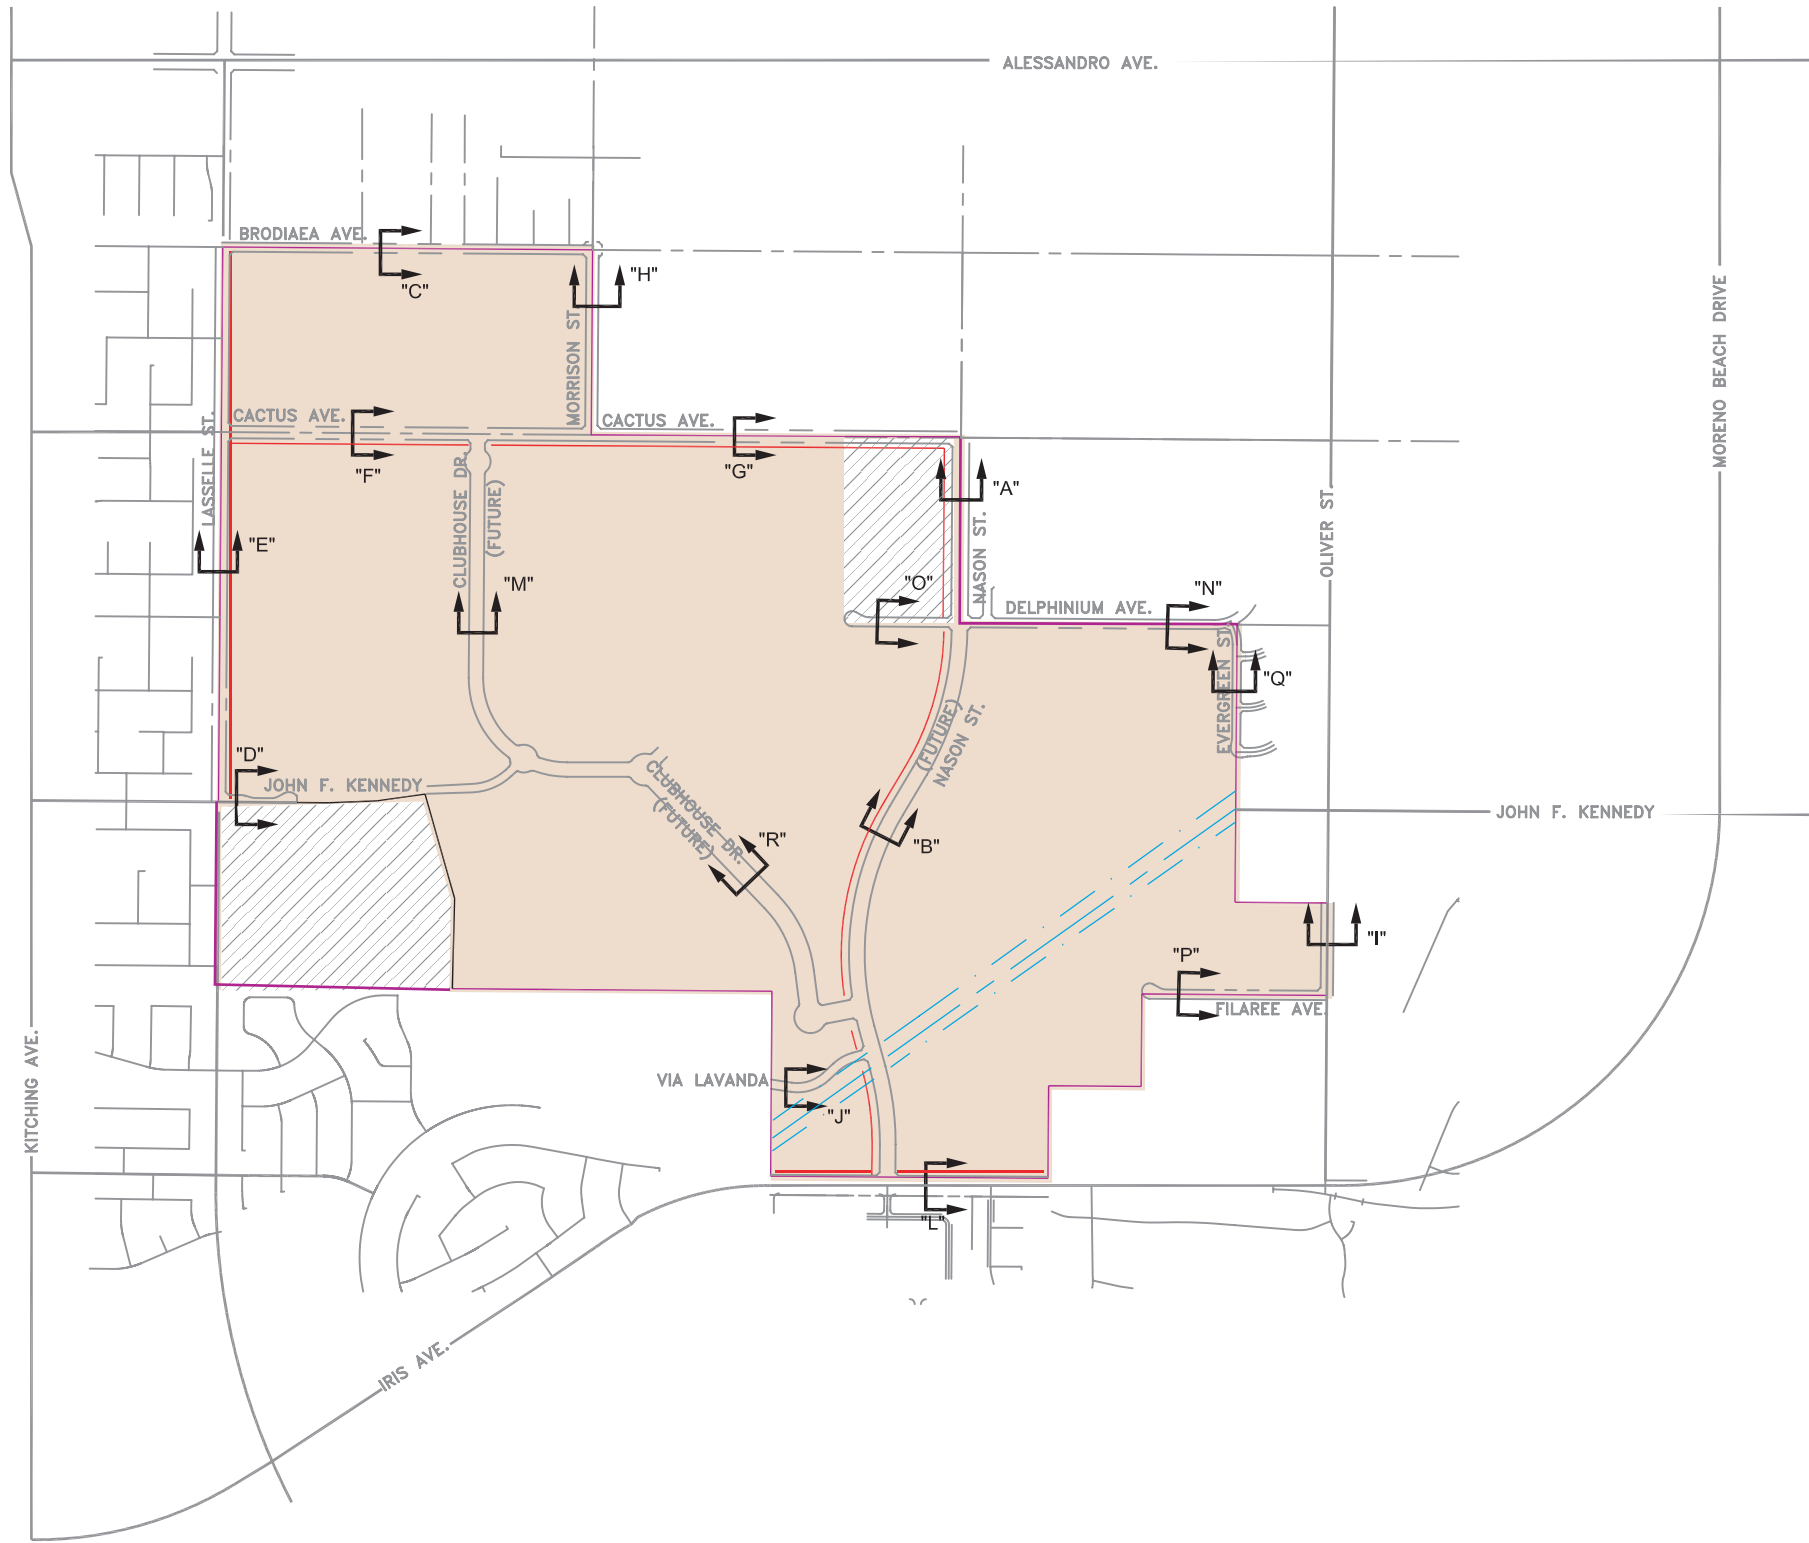 ALESSANDRO AVE.
BRODIAEA AVE.
"C"
"H"
MORRISON ST.
MORENO BEACH DRIVE
CACTUS AVE.
CACTUS AVE.
LASSELLE ST.
"F"
"G"
"A"
CLUBHOUSE DR.
(FUTURE)
NASON ST.
OLIVER ST.
"E"
"M"
"O"
"N"
DELPHINIUM AVE.
EVERGREEN ST.
"Q"
(FUTURE)
NASON ST.
"D"
JOHN F. KENNEDY
CLUBHOUSE DR.
(FUTURE)
"R"
"B"
JOHN F. KENNEDY
"I"
"P"
FILAREE AVE.
KITCHING AVE.
VIA LAVANDA
"J"
"L"
IRIS AVE.